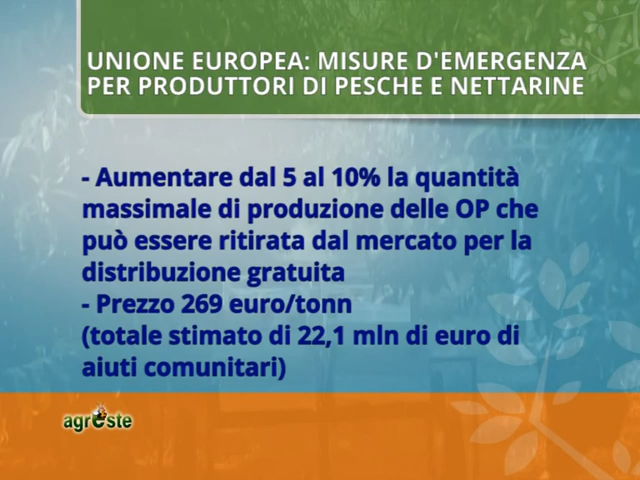 UNIONE EUROPEA: MISURE D'EMERGENZA
PER PRODUTTORI DI PESCHE E NETTARINE
- Aumentare dal 5 al 10% la quantità
massimale di produzione delle OP che
può essere ritirata dal mercato per la
distribuzione gratuita
- Prezzo 269 euro/tonn
(totale stimato di 22,1 mln di euro di
aiuti comunitari)
agreste